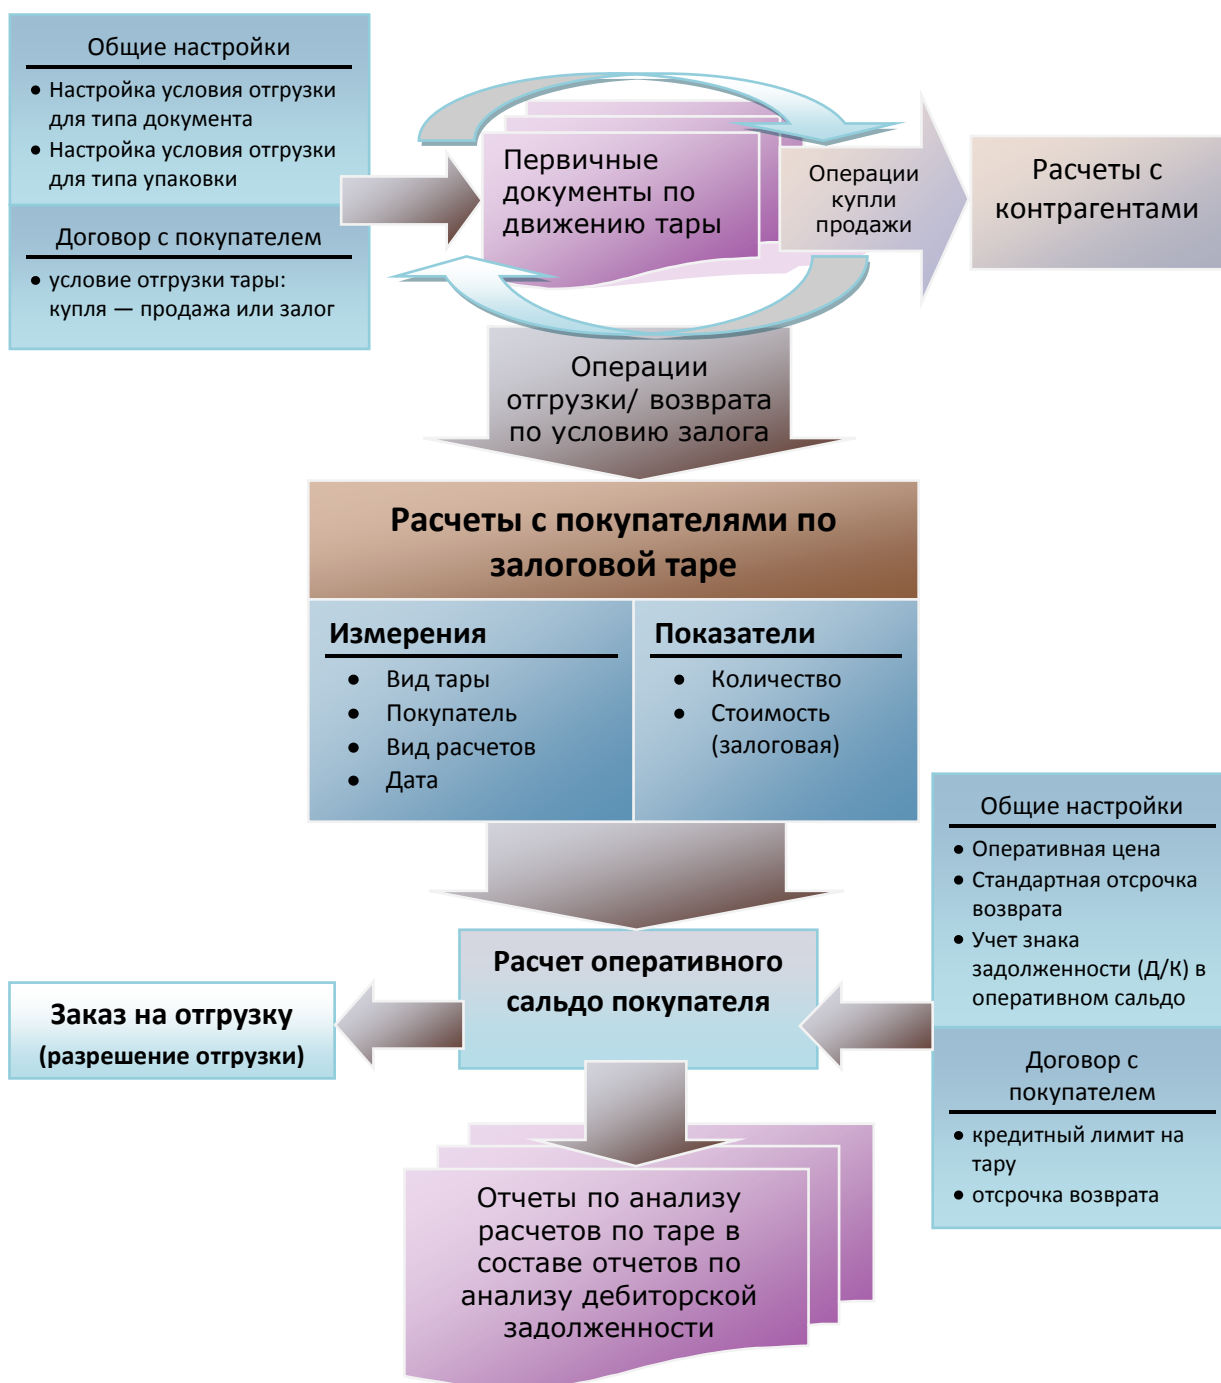 Общие настройки
• Настройка условия отгрузки
для типа документа
• Настройка условия отгрузки
для типа упаковки
Договор с покупателем
• условие отгрузки тары:
купля — продажа или залог
Первичные
документы по
движению тары
Операции
купли
продажи
Расчеты с
контрагентами
Операции
отгрузки/ возврата
по условию залога
Расчеты с покупателями по
залоговой таре
Измерения
• Вид тары
• Покупатель
• Вид расчетов
• Дата
Показатели
• Количество
• Стоимость
(залоговая)
Общие настройки
• Оперативная цена
• Стандартная отсрочка
возврата
• Учет знака
задолженности (Д/К) в
оперативном сальдо
Договор с
покупателем
• кредитный лимит на
тару
• отсрочка возврата
Расчет оперативного
сальдо покупателя
Заказ на отгрузку
(разрешение отгрузки)
Отчеты по анализу
расчетов по таре в
составе отчетов по
анализу дебиторской
задолженности